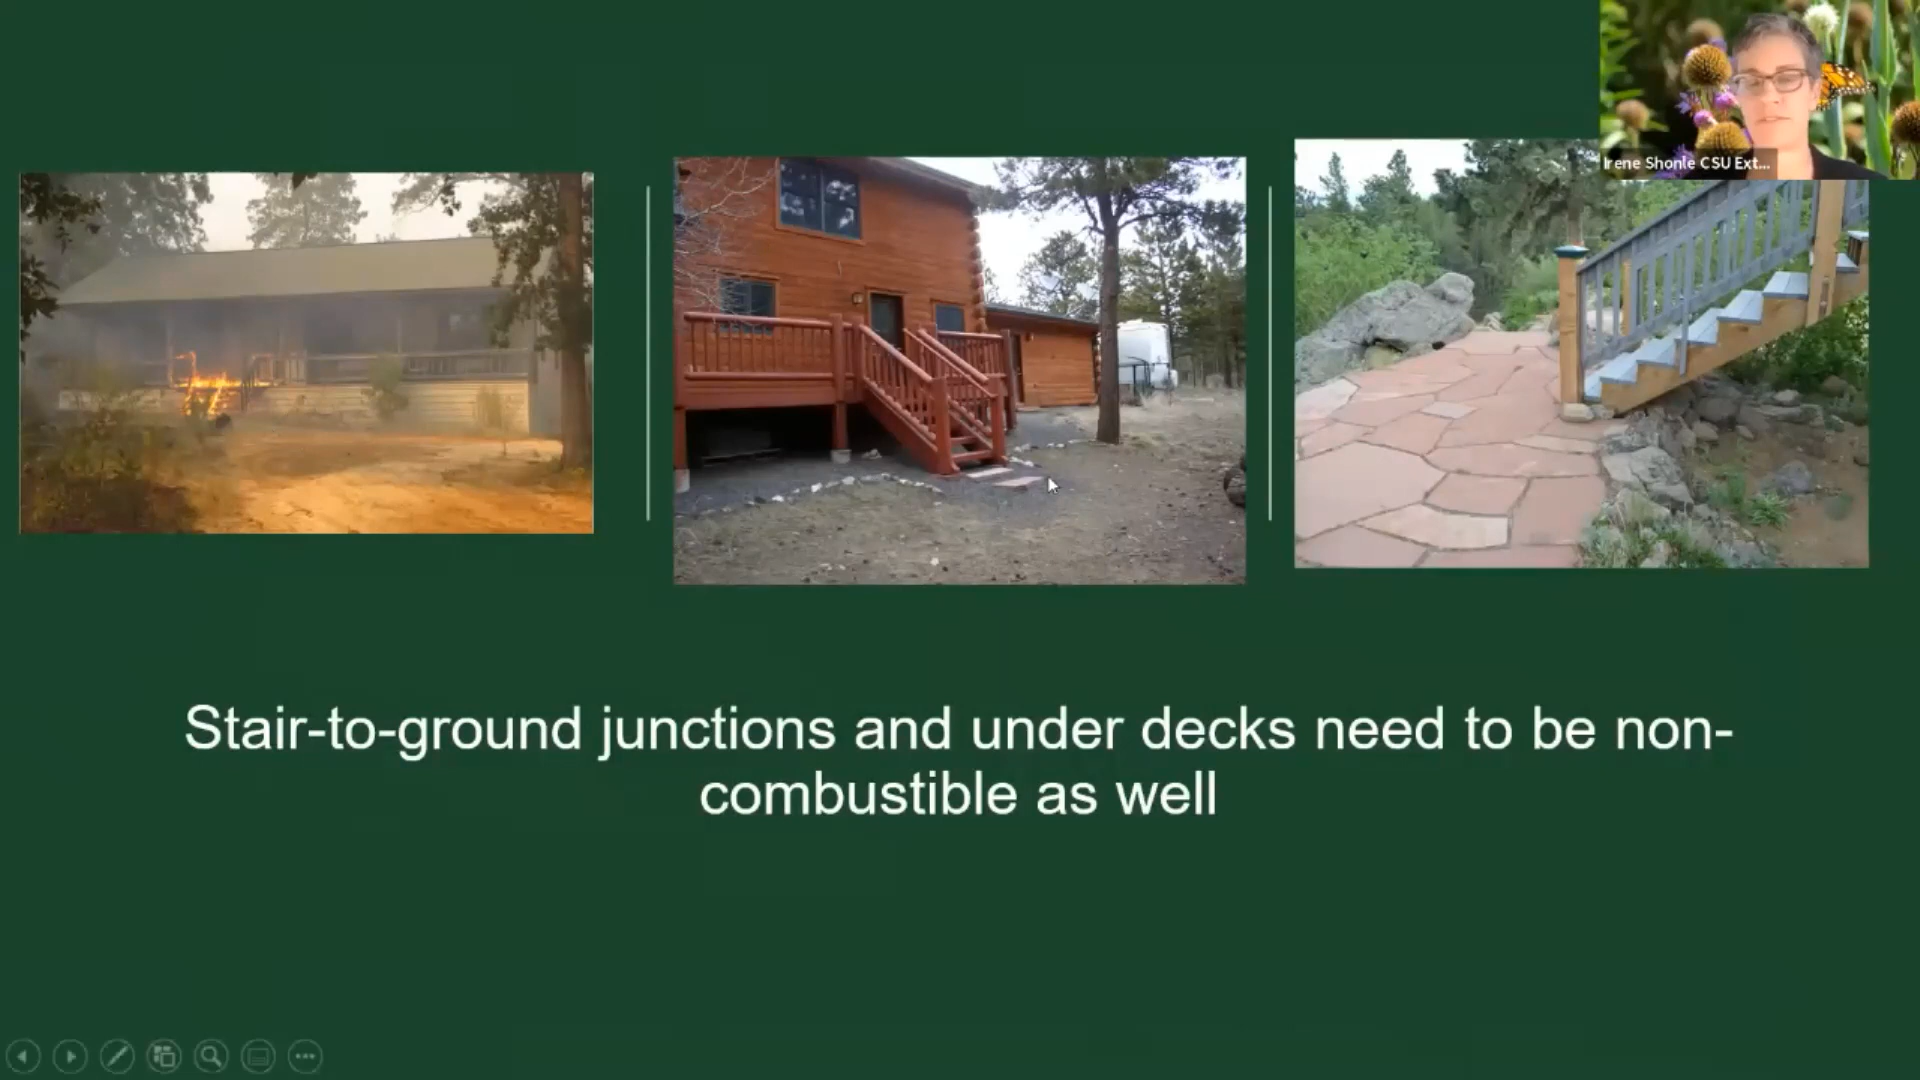 Irene Shonle CSU Ext...
Stair-to-ground junctions and under decks need to be non-
combustible as well